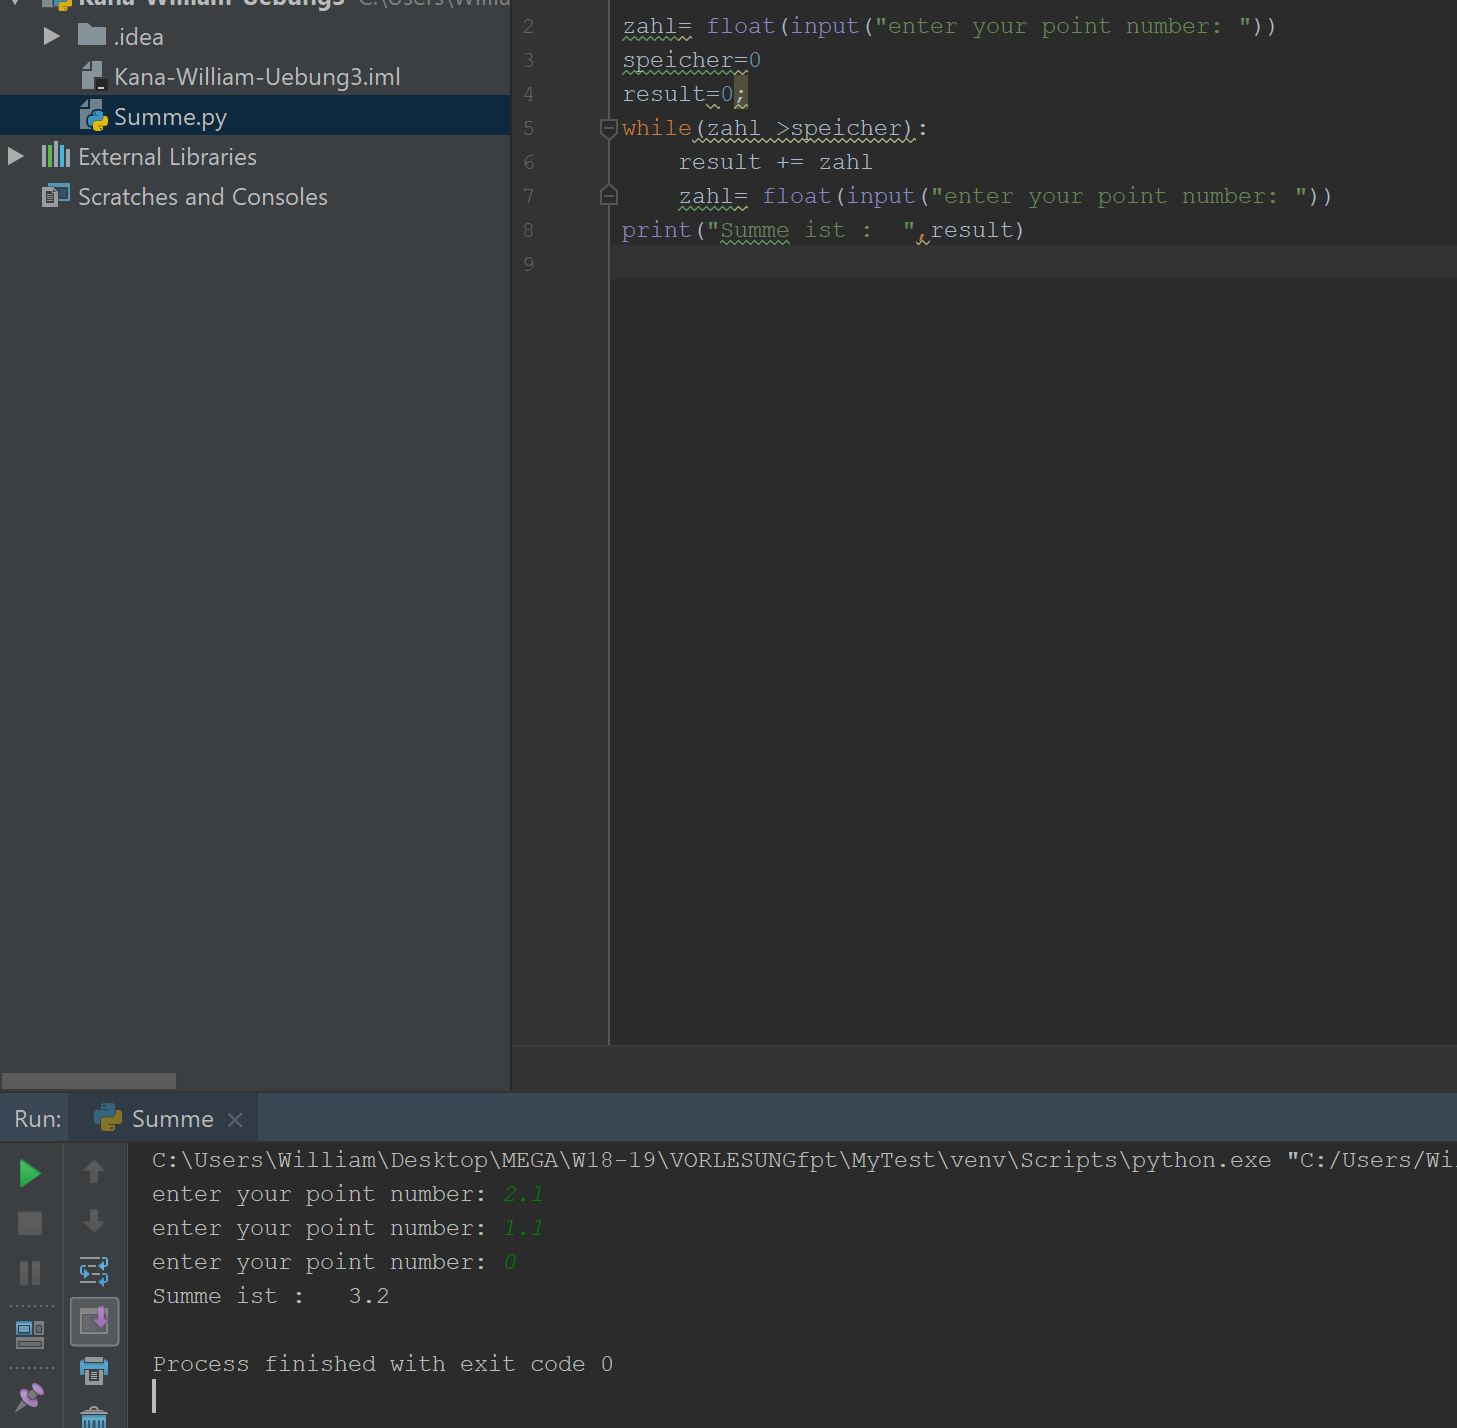 Kana-William-Uebung3 C:\Users\Willia
.idea
Kana-William-Uebung3.iml
Summe.py
External Libraries
Scratches and Consoles
2 zahl= float(input("enter your point number: "))
3 speicher=0
4 result=0;
5 while(zahl >speicher):
6 result += zahl
7 zahl= float(input("enter your point number: "))
8 print("Summe ist :  ",result)
9
Run: Summe
C:\Users\William\Desktop\MEGA\W18-19\VORLESUNGfpt\MyTest\venv\Scripts\python.exe "C:/Users/Wi
enter your point number: 2.1
enter your point number: 1.1
enter your point number: 0
Summe ist :   3.2
Process finished with exit code 0